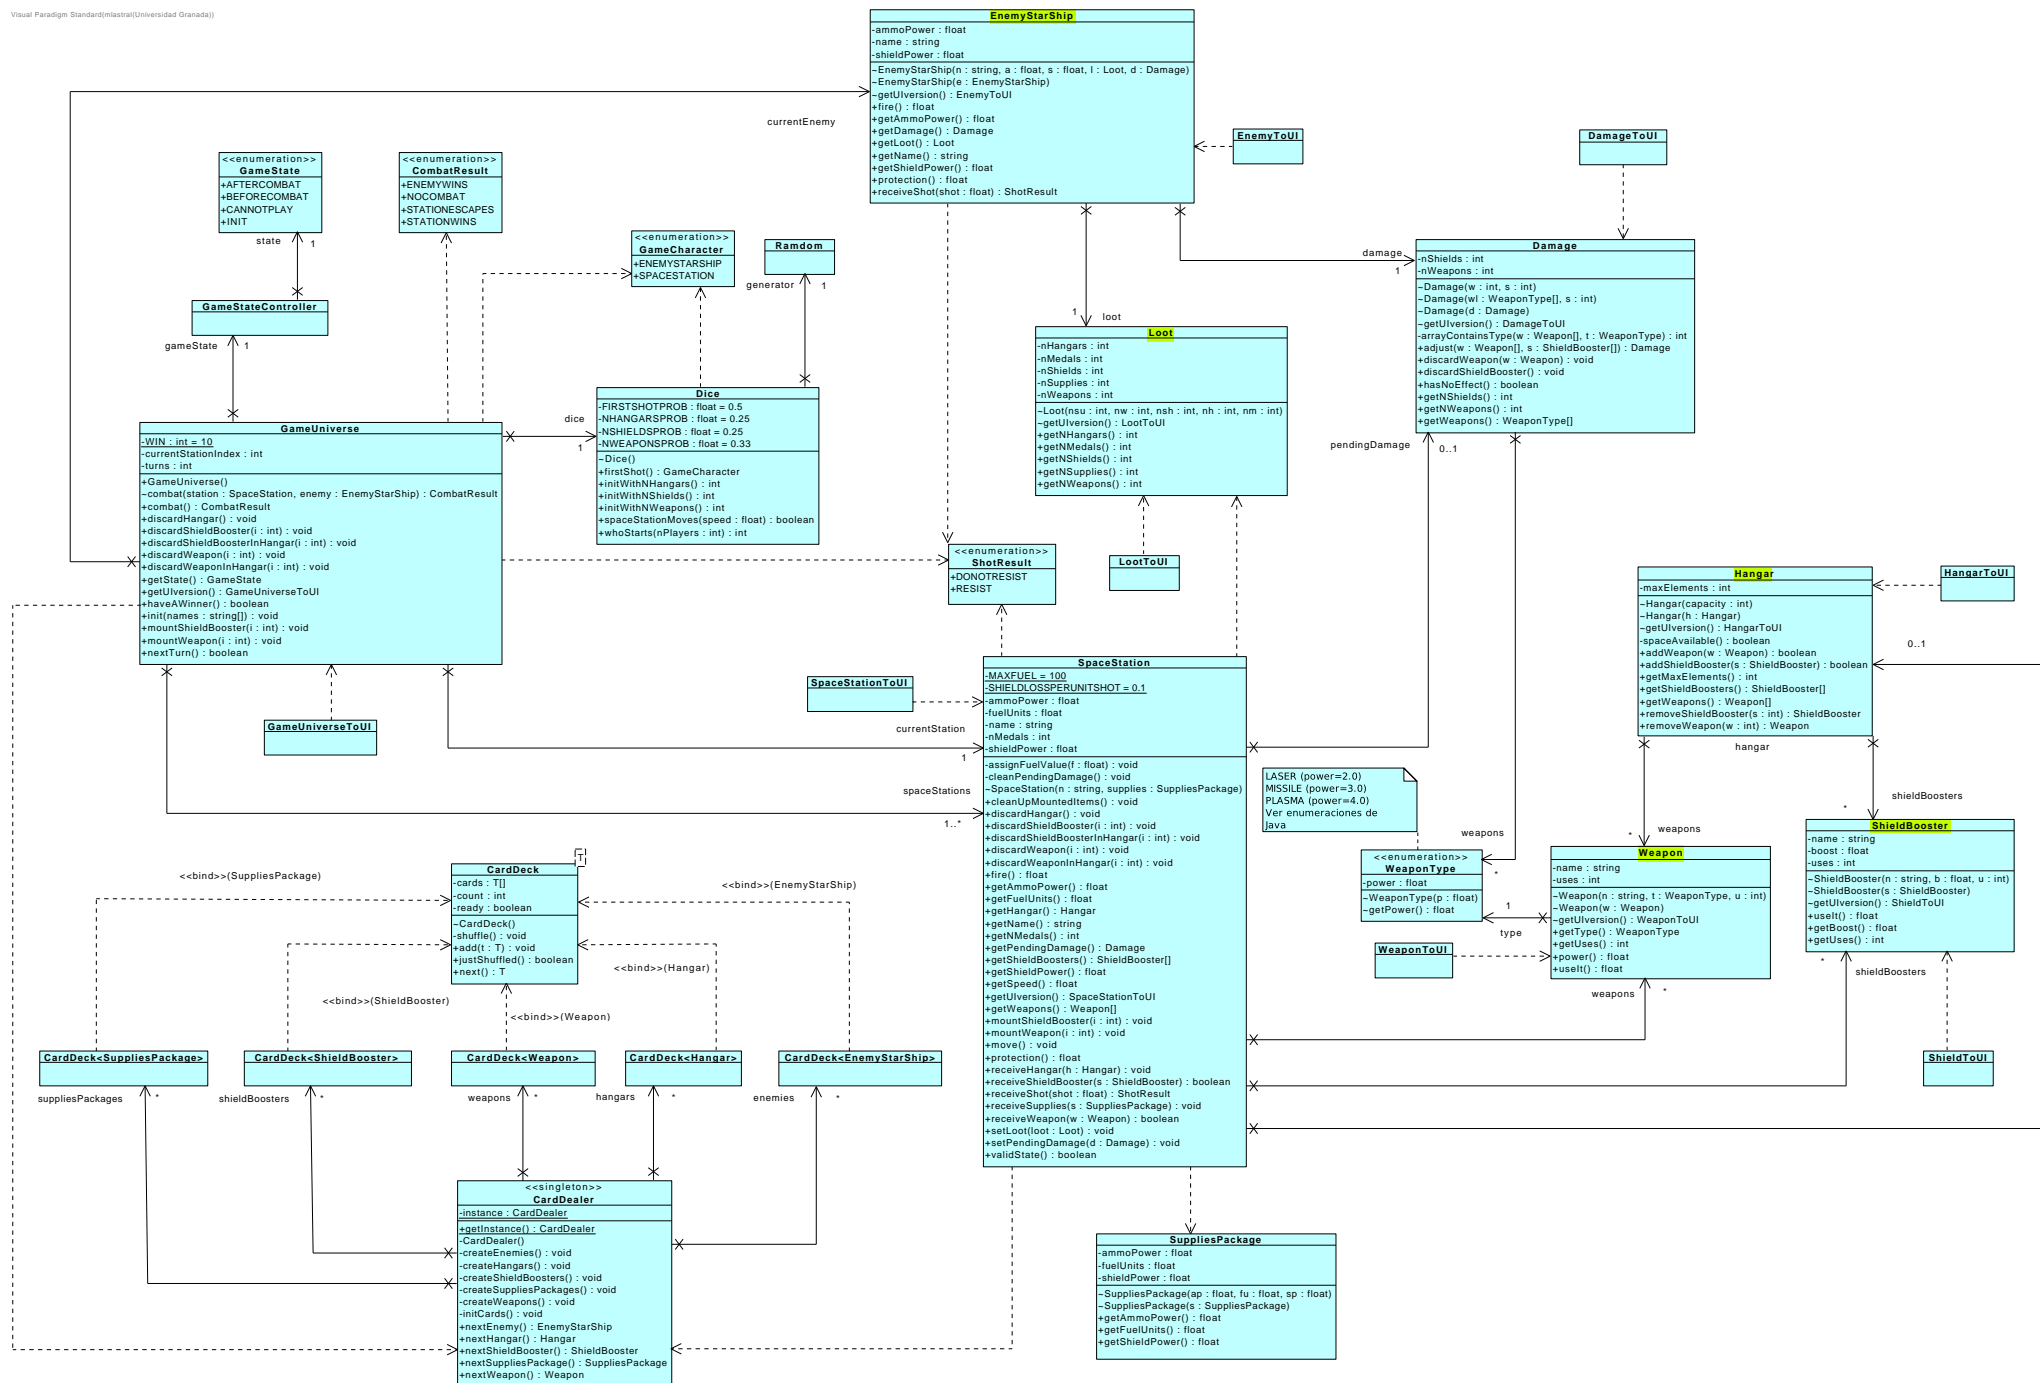 Visual Paradigm Standard(mlastral(Universidad Granada))
EnemyStarShip
-ammoPower : float
-name : string
-shieldPower : float
~EnemyStarShip(n : string, a : float, s : float, l : Loot, d : Damage)
~EnemyStarShip(e : EnemyStarShip)
~getUIversion() : EnemyToUI
+fire() : float
+getAmmoPower() : float
+getDamage() : Damage
+getLoot() : Loot
+getName() : string
+getShieldPower() : float
+protection() : float
+receiveShot(shot : float) : ShotResult
currentEnemy
EnemyToUI
DamageToUI
<<enumeration>>
GameState
+AFTERCOMBAT
+BEFORECOMBAT
+CANNOTPLAY
+INIT
state
1
<<enumeration>>
CombatResult
+ENEMYWINS
+NOCOMBAT
+STATIONESCAPES
+STATIONWINS
<<enumeration>>
GameCharacter
+ENEMYSTARSHIP
+SPACESTATION
Ramdom
generator
1
GameStateController
gameState
1
damage
1
Damage
-nShields : int
-nWeapons : int
~Damage(w : int, s : int)
~Damage(wl : WeaponType[], s : int)
~Damage(d : Damage)
~getUIversion() : DamageToUI
-arrayContainsType(w : Weapon[], t : WeaponType) : int
+adjust(w : Weapon[], s : ShieldBooster[]) : Damage
+discardWeapon(w : Weapon) : void
+discardShieldBooster() : void
+hasNoEffect() : boolean
+getNShields() : int
+getNWeapons() : int
+getWeapons() : WeaponType[]
1
loot
Loot
-nHangars : int
-nMedals : int
-nShields : int
-nSupplies : int
-nWeapons : int
~Loot(nsu : int, nw : int, nsh : int, nh : int, nm : int)
~getUIversion() : LootToUI
+getNHangars() : int
+getNMedals() : int
+getNShields() : int
+getNSupplies() : int
+getNWeapons() : int
pendingDamage
0..1
Dice
-FIRSTSHOTPROB : float = 0.5
-NHANGARSPROB : float = 0.25
-NSHIELDSPROB : float = 0.25
-NWEAPONSPROB : float = 0.33
~Dice()
+firstShot() : GameCharacter
+initWithNHangars() : int
+initWithNShields() : int
+initWithNWeapons() : int
+spaceStationMoves(speed : float) : boolean
+whoStarts(nPlayers : int) : int
dice
1
GameUniverse
-WIN : int = 10
-currentStationIndex : int
-turns : int
+GameUniverse()
~combat(station : SpaceStation, enemy : EnemyStarShip) : CombatResult
+combat() : CombatResult
+discardHangar() : void
+discardShieldBooster(i : int) : void
+discardShieldBoosterInHangar(i : int) : void
+discardWeapon(i : int) : void
+discardWeaponInHangar(i : int) : void
+getState() : GameState
+getUIversion() : GameUniverseToUI
+haveAWinner() : boolean
+init(names : string[]) : void
+mountShieldBooster(i : int) : void
+mountWeapon(i : int) : void
+nextTurn() : boolean
<<enumeration>>
ShotResult
+DONOTRESIST
+RESIST
LootToUI
Hangar
-maxElements : int
~Hangar(capacity : int)
~Hangar(h : Hangar)
~getUIversion() : HangarToUI
-spaceAvailable() : boolean
+addWeapon(w : Weapon) : boolean
+addShieldBooster(s : ShieldBooster) : boolean
+getMaxElements() : int
+getShieldBoosters() : ShieldBooster[]
+getWeapons() : Weapon[]
+removeShieldBooster(s : int) : ShieldBooster
+removeWeapon(w : int) : Weapon
HangarToUI
0..1
hangar
GameUniverseToUI
SpaceStationToUI
currentStation
1
spaceStations
1..*
SpaceStation
-MAXFUEL = 100
-SHIELDLOSSPERUNITSHOT = 0.1
-ammoPower : float
-fuelUnits : float
-name : string
-nMedals : int
-shieldPower : float
-assignFuelValue(f : float) : void
-cleanPendingDamage() : void
~SpaceStation(n : string, supplies : SuppliesPackage)
+cleanUpMountedItems() : void
+discardHangar() : void
+discardShieldBooster(i : int) : void
+discardShieldBoosterInHangar(i : int) : void
+discardWeapon(i : int) : void
+discardWeaponInHangar(i : int) : void
+fire() : float
+getAmmoPower() : float
+getFuelUnits() : float
+getHangar() : Hangar
+getName() : string
+getNMedals() : int
+getPendingDamage() : Damage
+getShieldBoosters() : ShieldBooster[]
+getShieldPower() : float
+getSpeed() : float
+getUIversion() : SpaceStationToUI
+getWeapons() : Weapon[]
+mountShieldBooster(i : int) : void
+mountWeapon(i : int) : void
+move() : void
+protection() : float
+receiveHangar(h : Hangar) : void
+receiveShieldBooster(s : ShieldBooster) : boolean
+receiveShot(shot : float) : ShotResult
+receiveSupplies(s : SuppliesPackage) : void
+receiveWeapon(w : Weapon) : boolean
+setLoot(loot : Loot) : void
+setPendingDamage(d : Damage) : void
+validState() : boolean
LASER (power=2.0)
MISSILE (power=3.0)
PLASMA (power=4.0)
Ver enumeraciones de
Java
weapons
*
<<enumeration>>
WeaponType
-power : float
~WeaponType(p : float)
~getPower() : float
1
type
* weapons
Weapon
-name : string
-uses : int
~Weapon(n : string, t : WeaponType, u : int)
~Weapon(w : Weapon)
~getUIversion() : WeaponToUI
+getType() : WeaponType
+getUses() : int
+power() : float
+useIt() : float
shieldBoosters
*
ShieldBooster
-name : string
-boost : float
-uses : int
~ShieldBooster(n : string, b : float, u : int)
~ShieldBooster(s : ShieldBooster)
~getUIversion() : ShieldToUI
+useIt() : float
+getBoost() : float
+getUses() : int
WeaponToUI
weapons *
* shieldBoosters
ShieldToUI
T
CardDeck
-cards : T[]
-count : int
-ready : boolean
~CardDeck()
-shuffle() : void
+add(t : T) : void
+justShuffled() : boolean
+next() : T
<<bind>>(SuppliesPackage)
<<bind>>(EnemyStarShip)
<<bind>>(Hangar)
<<bind>>(ShieldBooster)
<<bind>>(Weapon)
CardDeck<SuppliesPackage>
CardDeck<ShieldBooster>
CardDeck<Weapon>
CardDeck<Hangar>
CardDeck<EnemyStarShip>
suppliesPackages *
shieldBoosters *
weapons *
hangars *
enemies *
<<singleton>>
CardDealer
-instance : CardDealer
+getInstance() : CardDealer
-CardDealer()
-createEnemies() : void
-createHangars() : void
-createShieldBoosters() : void
-createSuppliesPackages() : void
-createWeapons() : void
-initCards() : void
+nextEnemy() : EnemyStarShip
+nextHangar() : Hangar
+nextShieldBooster() : ShieldBooster
+nextSuppliesPackage() : SuppliesPackage
+nextWeapon() : Weapon
SuppliesPackage
-ammoPower : float
-fuelUnits : float
-shieldPower : float
~SuppliesPackage(ap : float, fu : float, sp : float)
~SuppliesPackage(s : SuppliesPackage)
+getAmmoPower() : float
+getFuelUnits() : float
+getShieldPower() : float